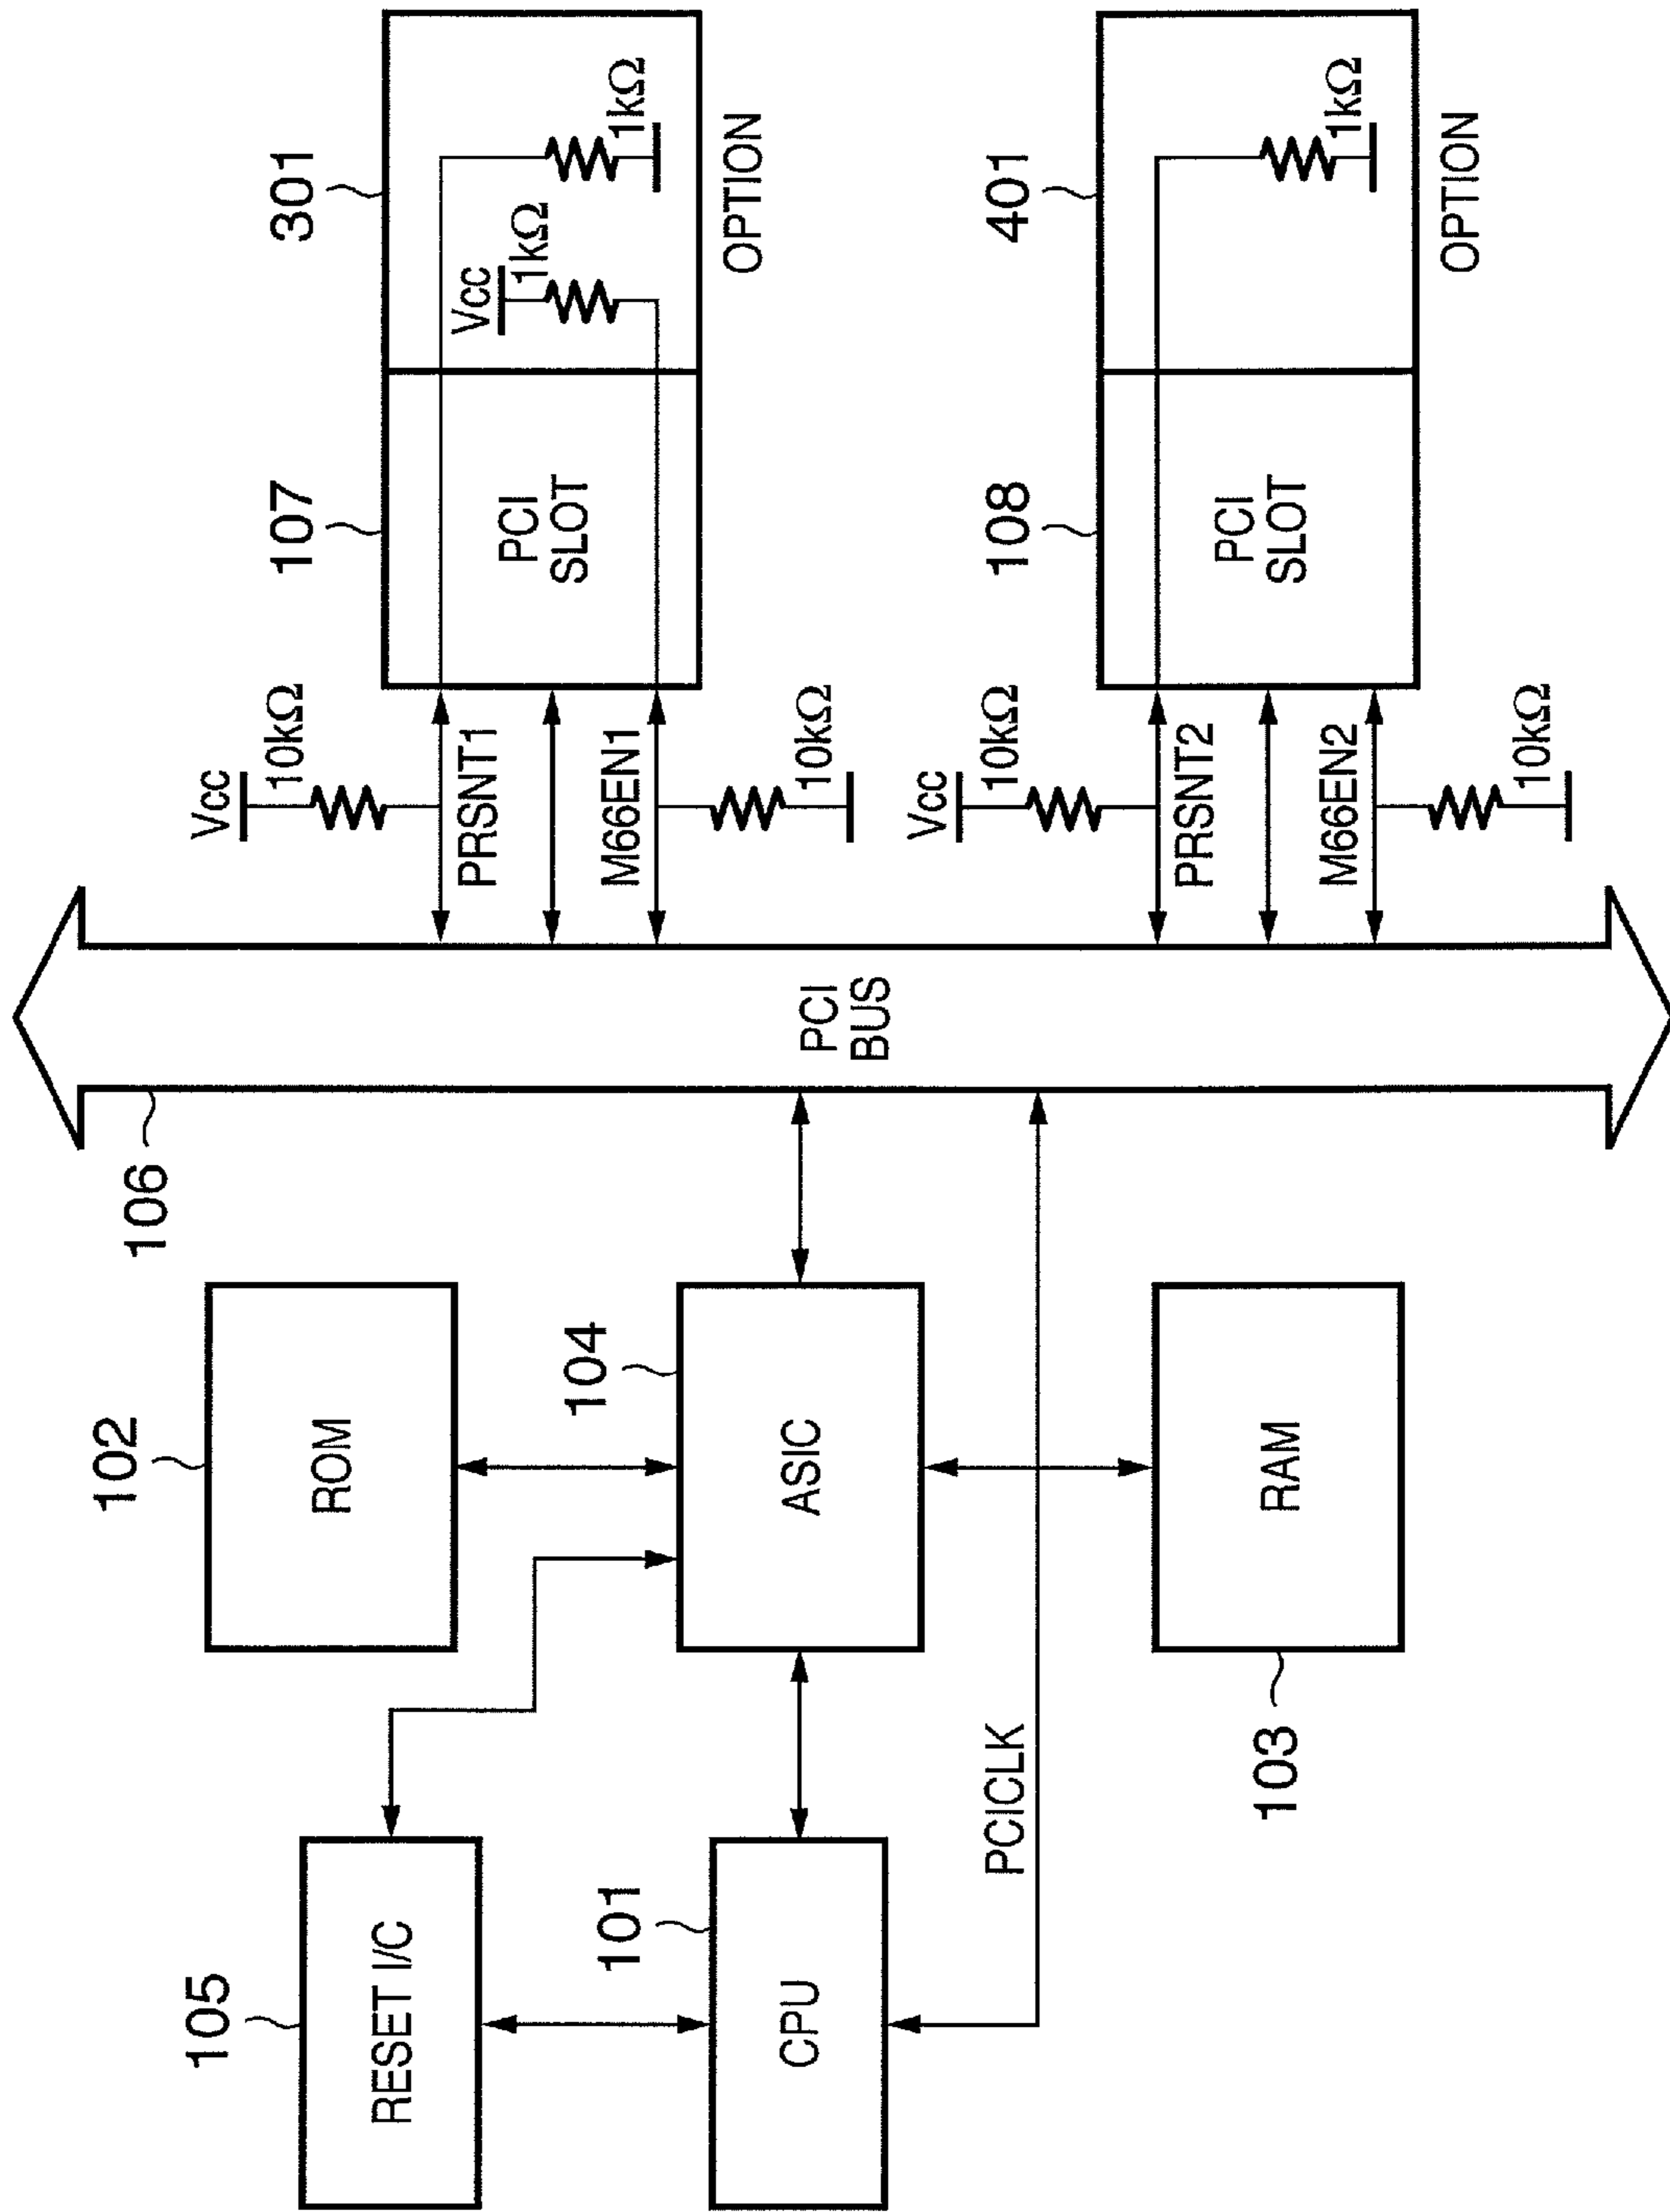 105
RESET I/C
101
CPU
PCICLK
102
ROM
104
ASIC
103
RAM
106
PCI
BUS
Vcc
10kΩ
PRSNT1
M66EN1
10kΩ
107
PCI
SLOT
301
Vcc
1kΩ
1kΩ
OPTION
Vcc
10kΩ
PRSNT2
M66EN2
10kΩ
108
PCI
SLOT
401
1kΩ
OPTION